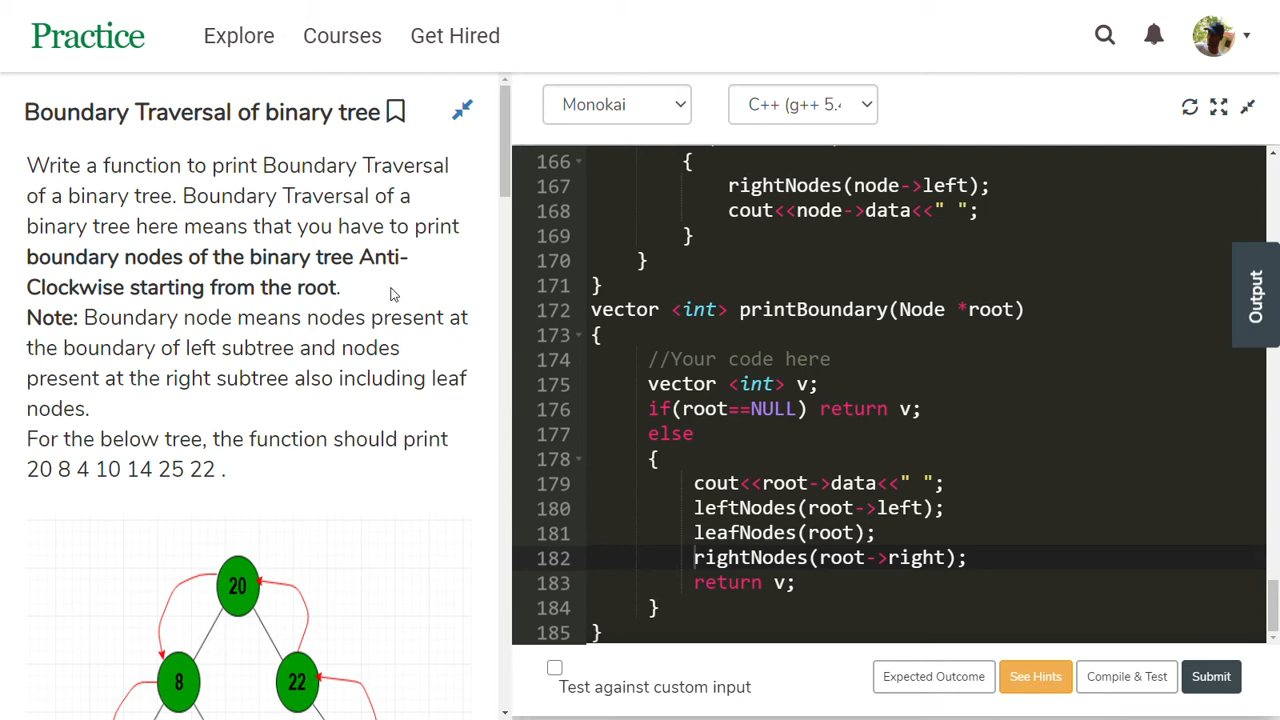 Practice Explore Courses Get Hired
Boundary Traversal of binary tree
Write a function to print Boundary Traversal
of a binary tree. Boundary Traversal of a
binary tree here means that you have to print
boundary nodes of the binary tree Anti-
Clockwise starting from the root.
Note: Boundary node means nodes present at
the boundary of left subtree and nodes
present at the right subtree also including leaf
nodes.
For the below tree, the function should print
20 8 4 10 14 25 22 .
20
8 22
Monokai C++ (g++ 5.4
166 {
167 rightNodes(node->left);
168 cout<<node->data<<" ";
169 }
170 }
171 }
172 vector <int> printBoundary(Node *root)
173 {
174 //Your code here
175 vector <int> v;
176 if(root==NULL) return v;
177 else
178 {
179 cout<<root->data<<" ";
180 leftNodes(root->left);
181 leafNodes(root);
182 rightNodes(root->right);
183 return v;
184 }
185 }
Output
Test against custom input
Expected Outcome See Hints Compile & Test Submit